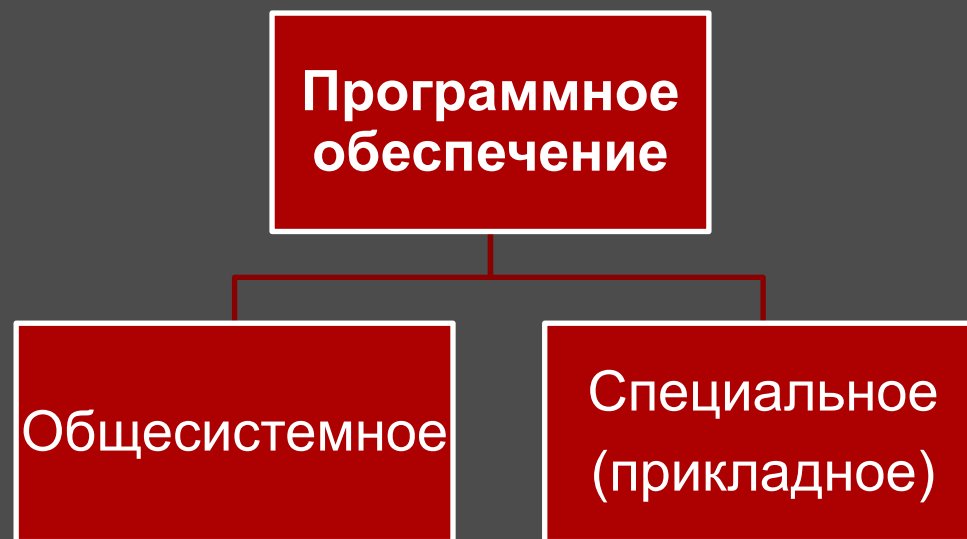 Программное
обеспечение
Общесистемное
Специальное
(прикладное)